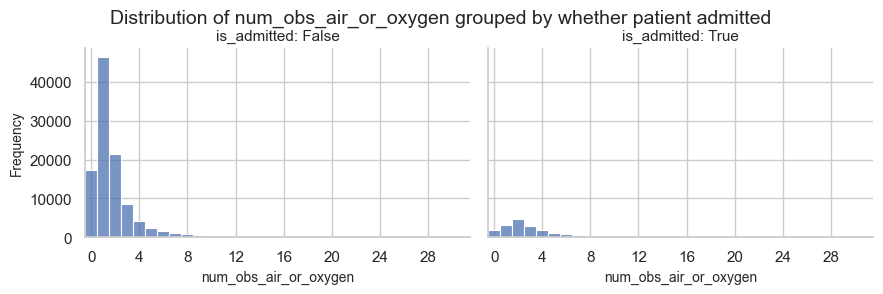 Distribution of num_obs_air_or_oxygen grouped by whether patient admitted
is_admitted: False
is_admitted: True
Frequency
40000
30000
20000
10000
0
0 4 8 12 16 20 24 28
0 4 8 12 16 20 24 28
num_obs_air_or_oxygen
num_obs_air_or_oxygen